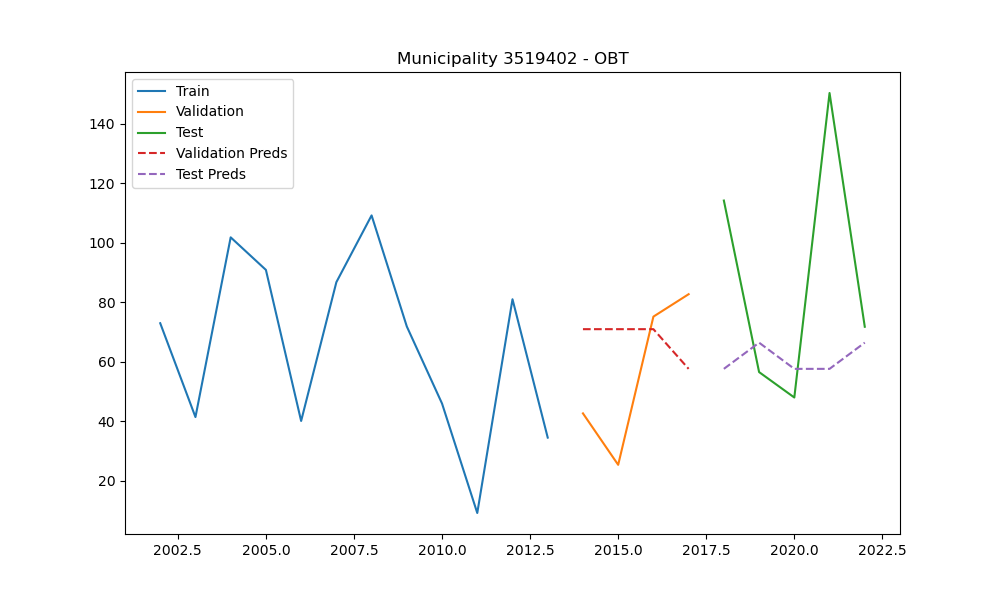 Municipality 3519402 - OBT
Train
Validation
Test
Validation Preds
Test Preds
140
120
100
80
60
40
20
2002.5 2005.0 2007.5 2010.0 2012.5 2015.0 2017.5 2020.0 2022.5